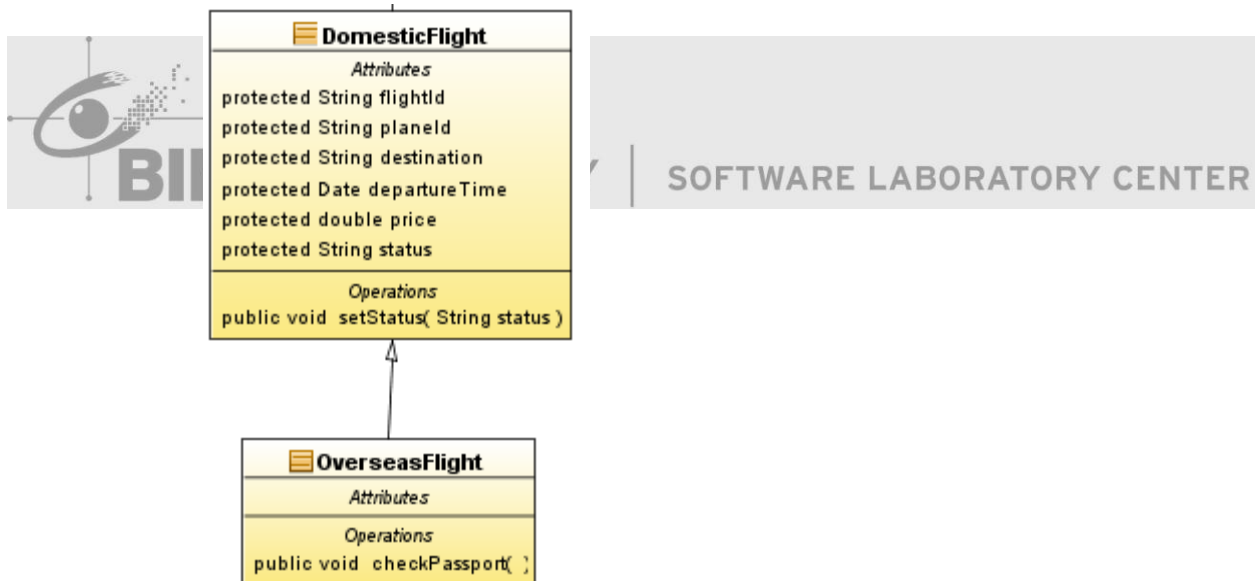 DomesticFlight
Attributes
protected String flightId
protected String planeId
protected String destination
protected Date departureTime
protected double price
protected String status
Operations
public void setStatus( String status )
SOFTWARE LABORATORY CENTER
OverseasFlight
Attributes
Operations
public void checkPassport( )